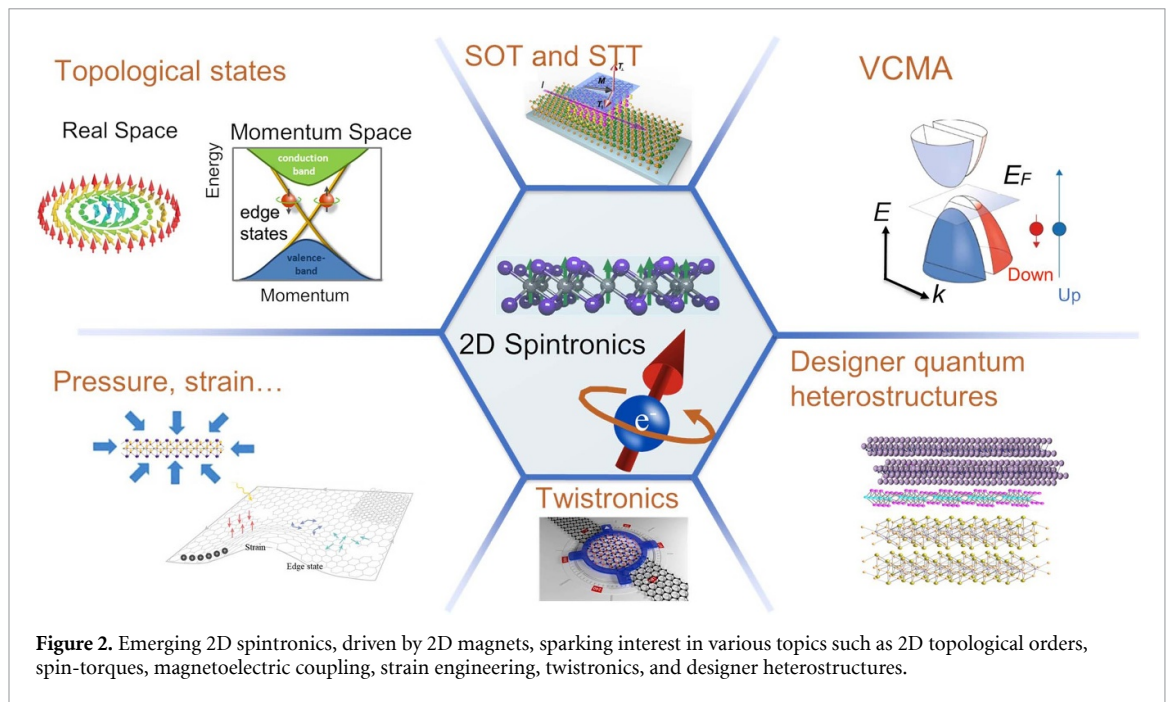 Topological states
Real Space
Momentum Space
Energy
conduction
band
edge
states
valence-
band
Momentum
SOT and STT
I
M
VCMA
E
E_F
k
Down
Up
2D Spintronics
e-
Pressure, strain…
Strain
Edge state
Twistronics
Designer quantum
heterostructures
Figure 2. Emerging 2D spintronics, driven by 2D magnets, sparking interest in various topics such as 2D topological orders,
spin-torques, magnetoelectric coupling, strain engineering, twistronics, and designer heterostructures.